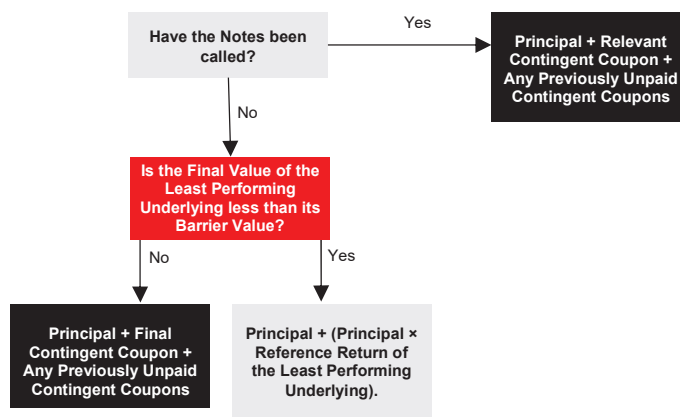 Have the Notes been
called?
Yes
Principal + Relevant
Contingent Coupon +
Any Previously Unpaid
Contingent Coupons
No
Is the Final Value of the
Least Performing
Underlying less than its
Barrier Value?
No
Yes
Principal + Final
Contingent Coupon +
Any Previously Unpaid
Contingent Coupons
Principal + (Principal ×
Reference Return of
the Least Performing
Underlying).